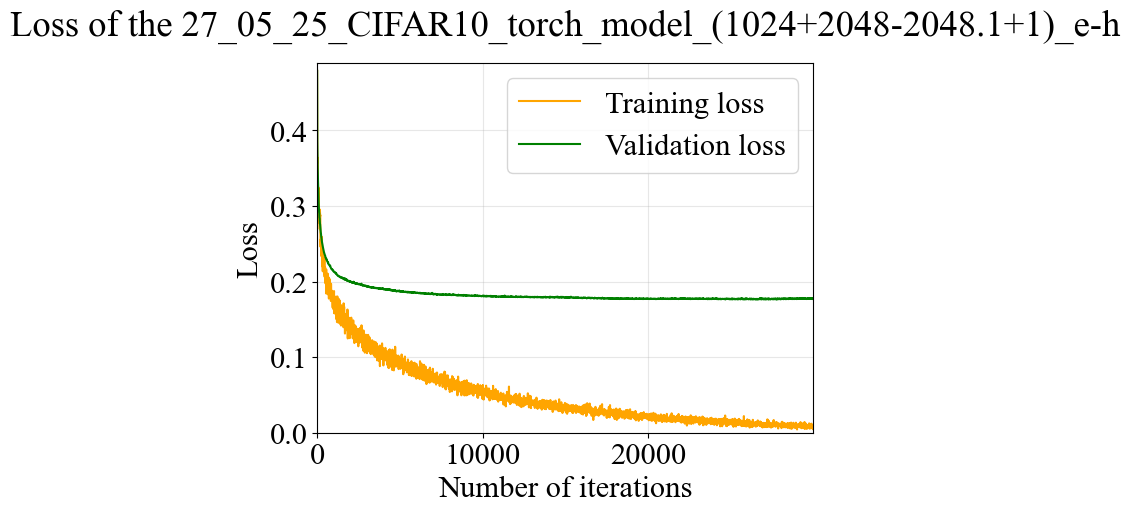 Loss of the 27_05_25_CIFAR10_torch_model_(1024+2048-2048.1+1)_e-h
Training loss
Validation loss
Loss
0.4
0.3
0.2
0.1
0.0
0 10000 20000
Number of iterations